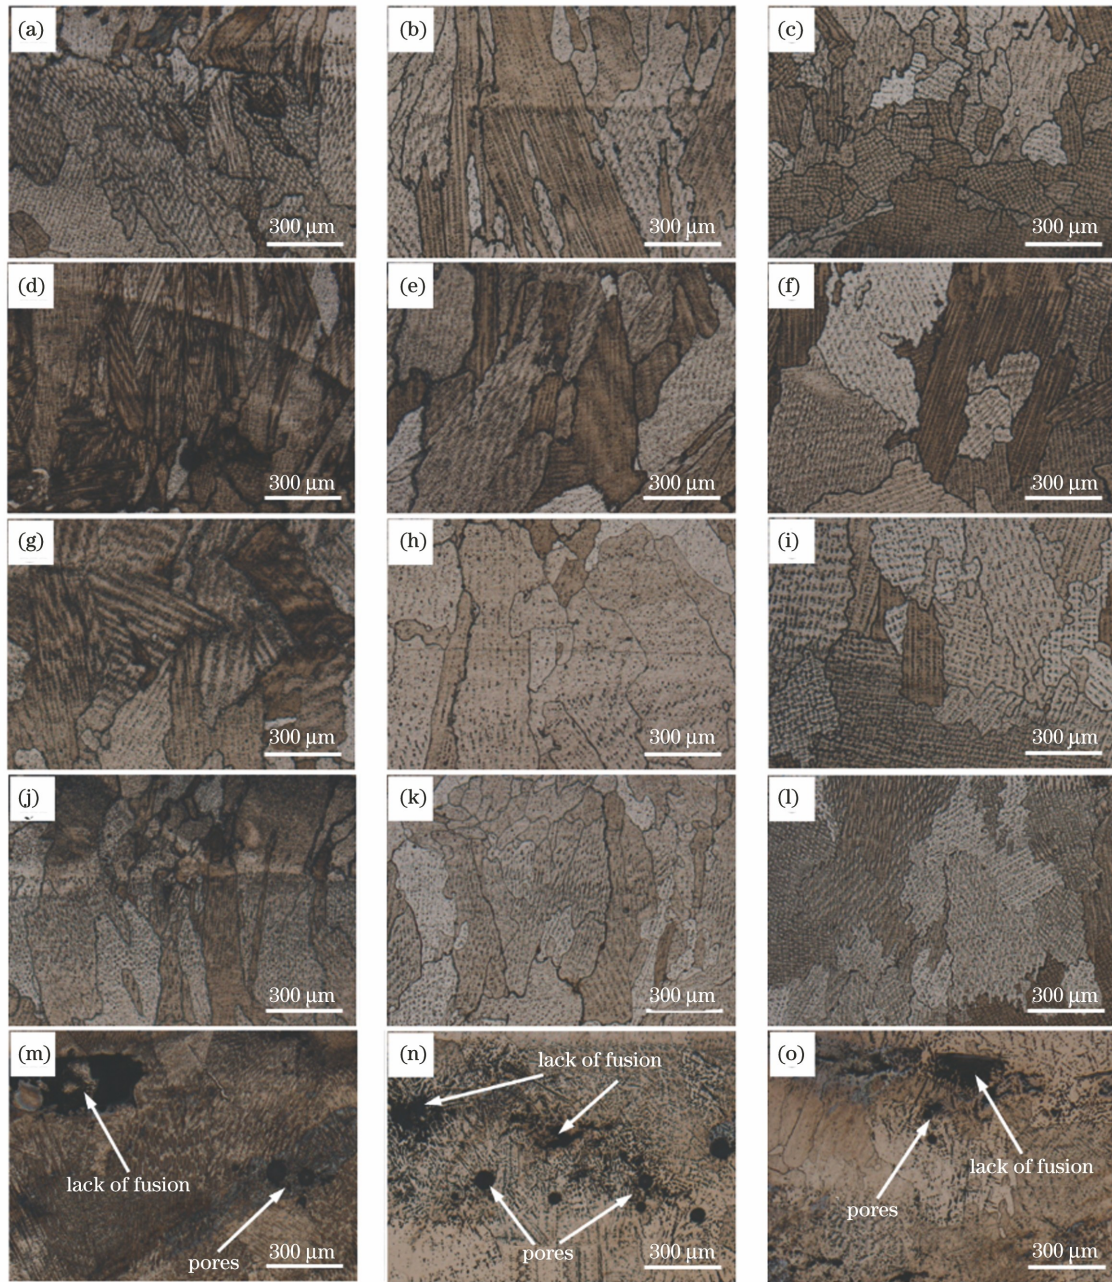 (a)
300 μm
(b)
300 μm
(c)
300 μm
(d)
300 μm
(e)
300 μm
(f)
300 μm
(g)
300 μm
(h)
300 μm
(i)
300 μm
(j)
300 μm
(k)
300 μm
(l)
300 μm
(m)
lack of fusion
pores
300 μm
(n)
lack of fusion
pores
300 μm
(o)
lack of fusion
pores
300 μm